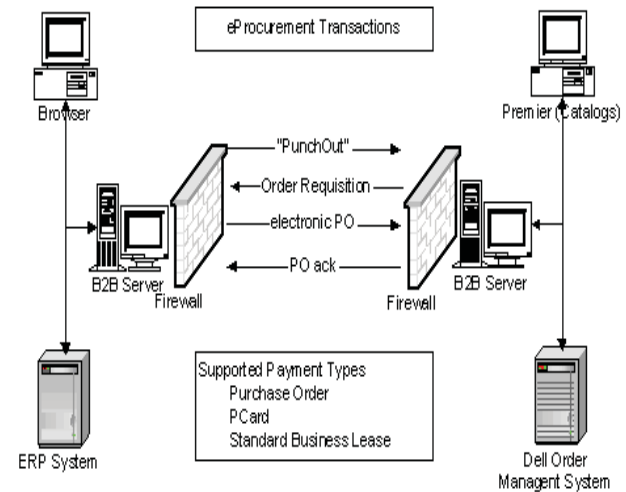 eProcurement Transactions
Browser
Premier (Catalogs)
"PunchOut"
Order Requisition
electronic PO
PO ack
B2B Server
Firewall
Firewall
B2B Server
Supported Payment Types
Purchase Order
PCard
Standard Business Lease
ERP System
Dell Order
Managent System